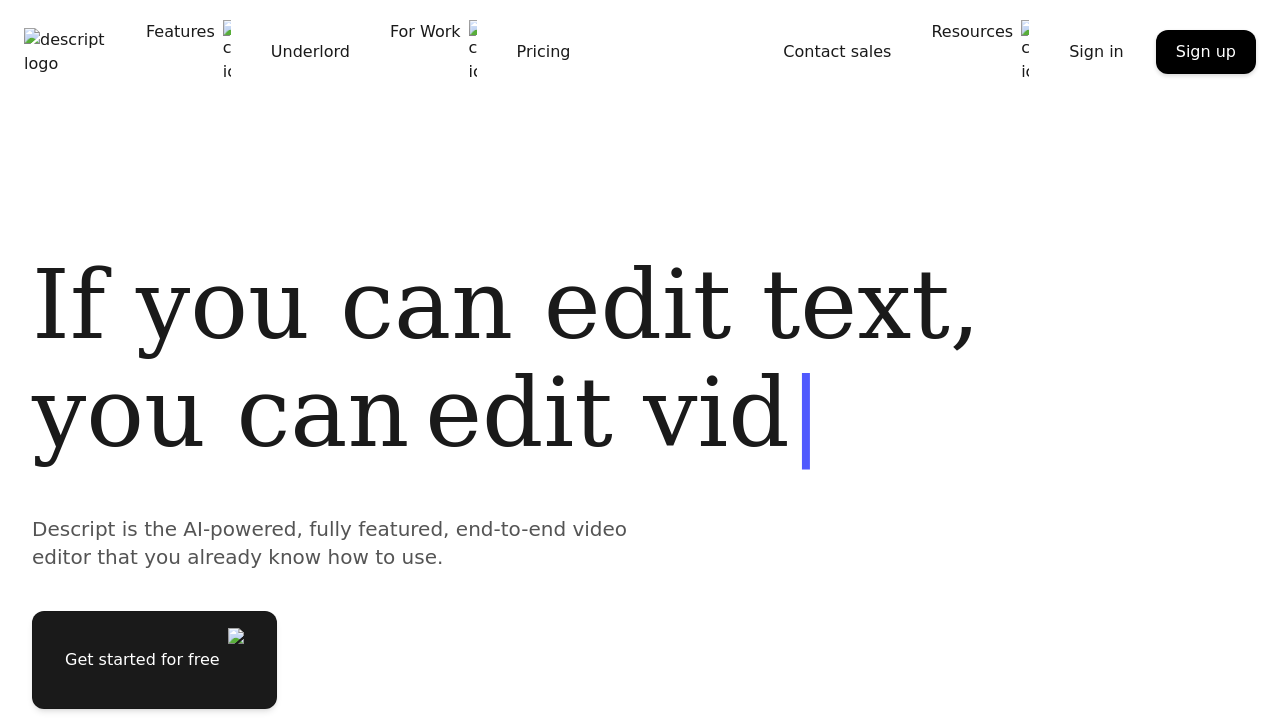 descript logo
Features
Underlord
For Work
Pricing
Contact sales
Resources
Sign in
Sign up
If you can edit text,
you can edit vid
Descript is the AI-powered, fully featured, end-to-end video
editor that you already know how to use.
Get started for free